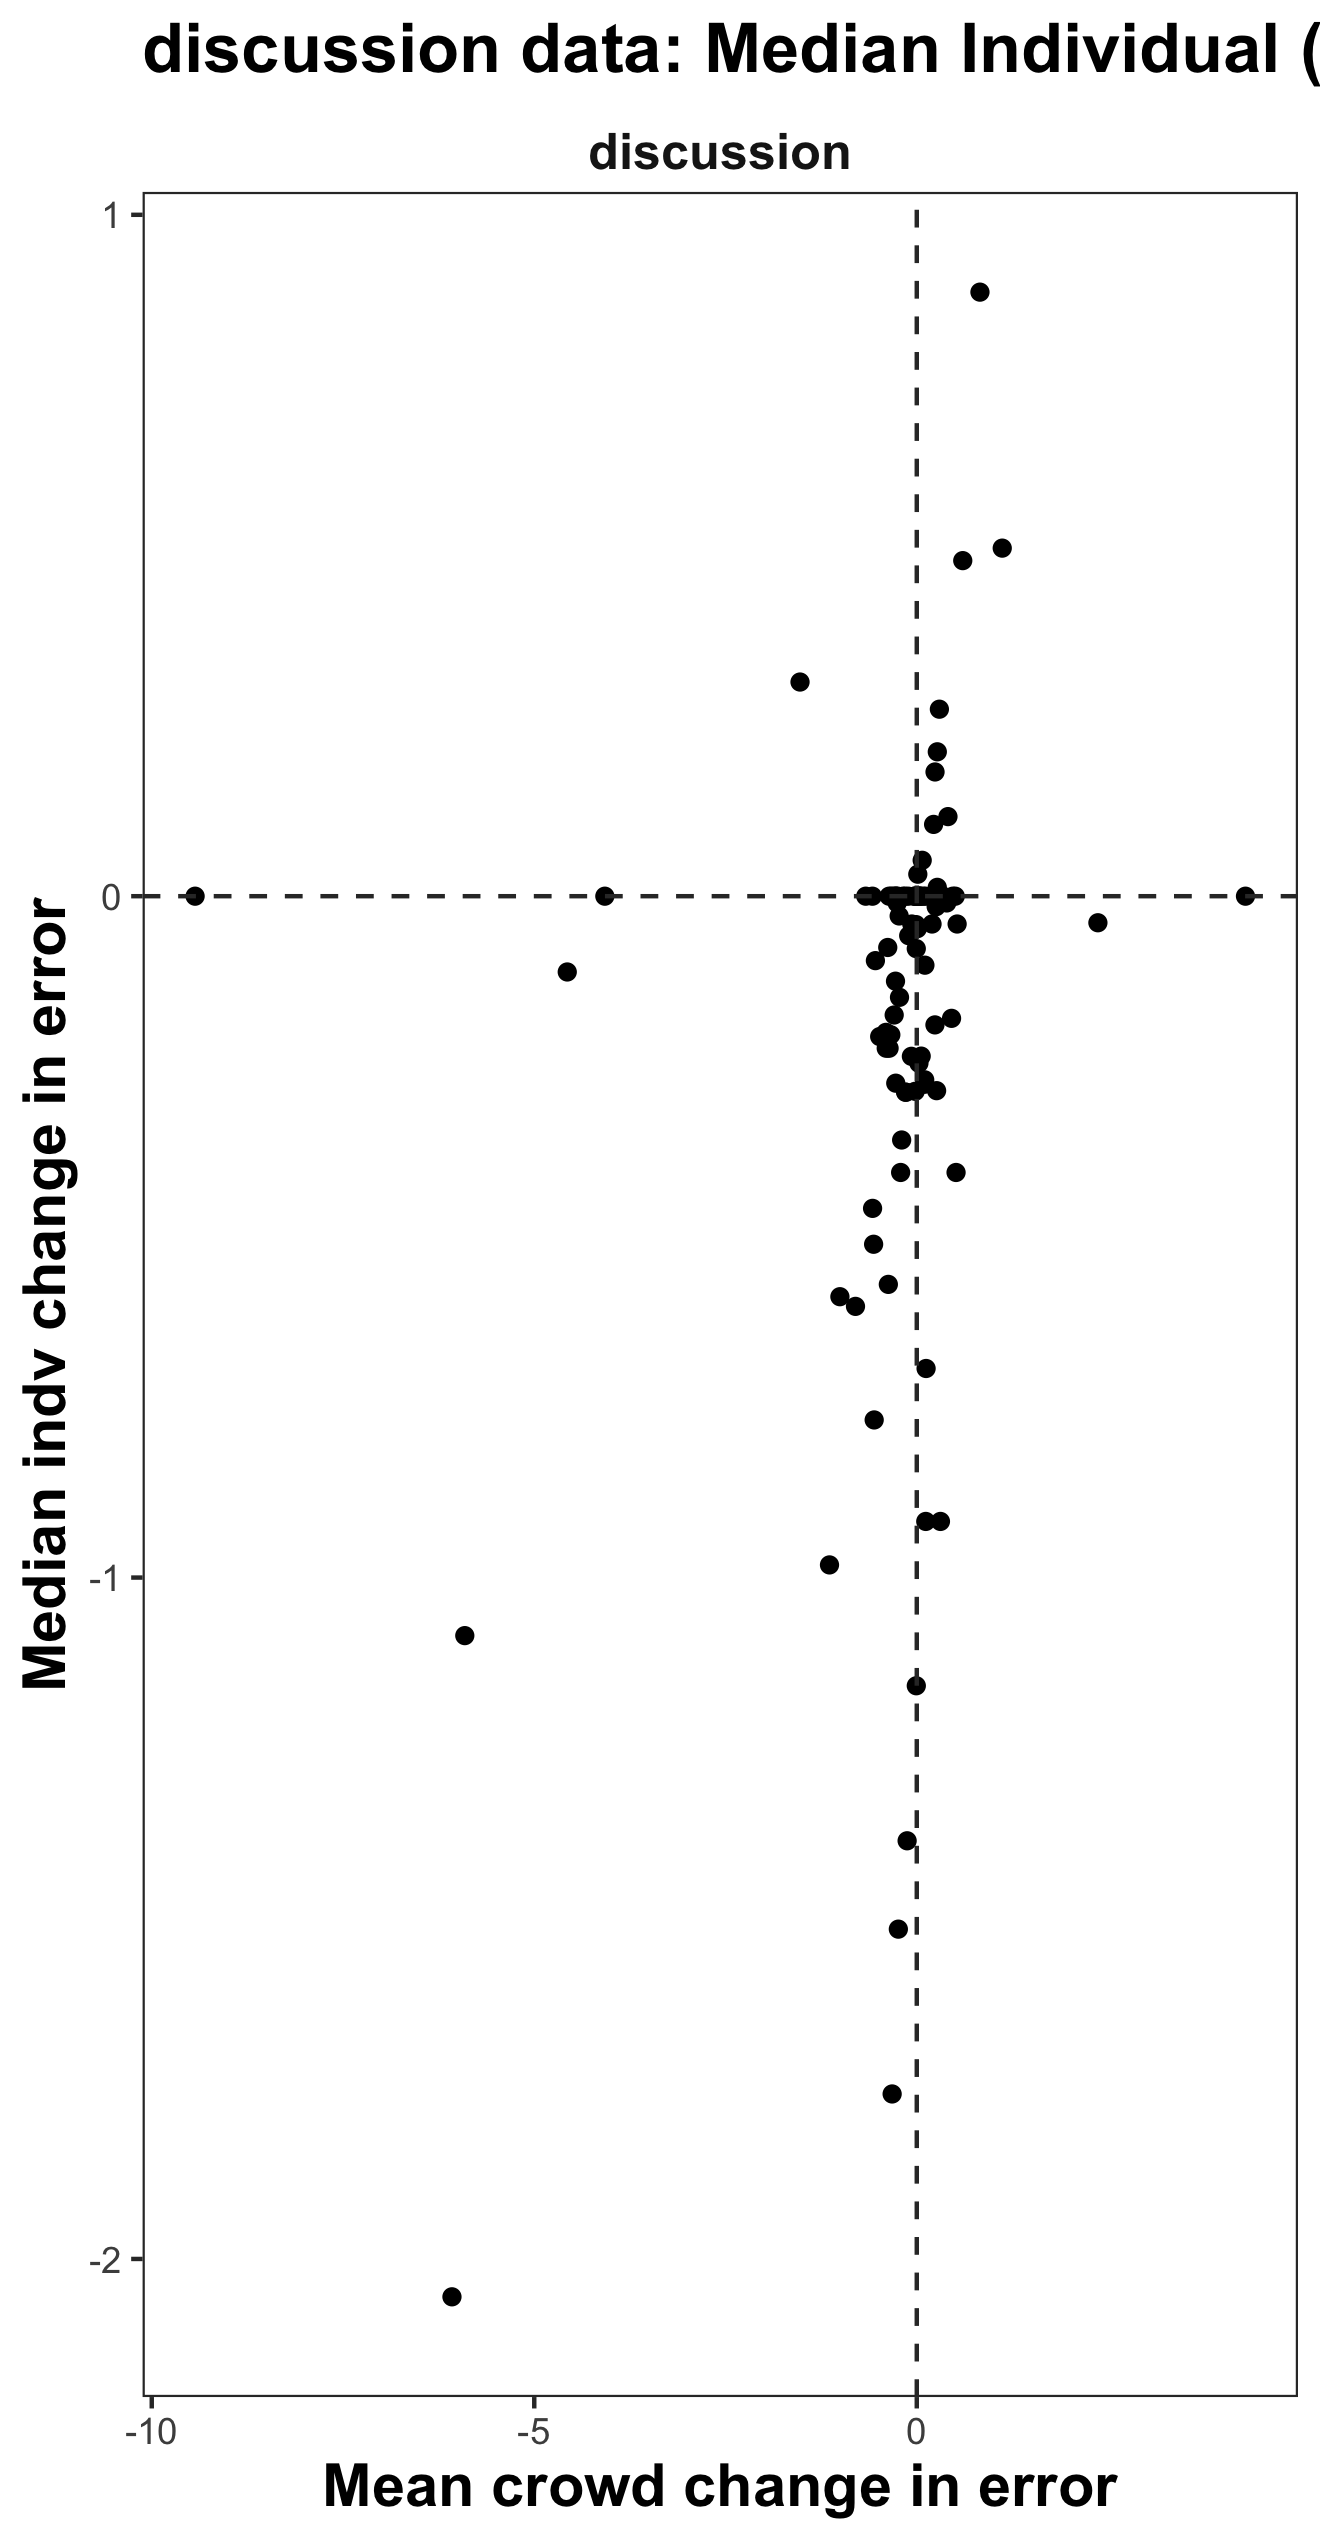 discussion data: Median Individual (
discussion
1
0
-1
-2
Median indv change in error
-10
-5
0
Mean crowd change in error